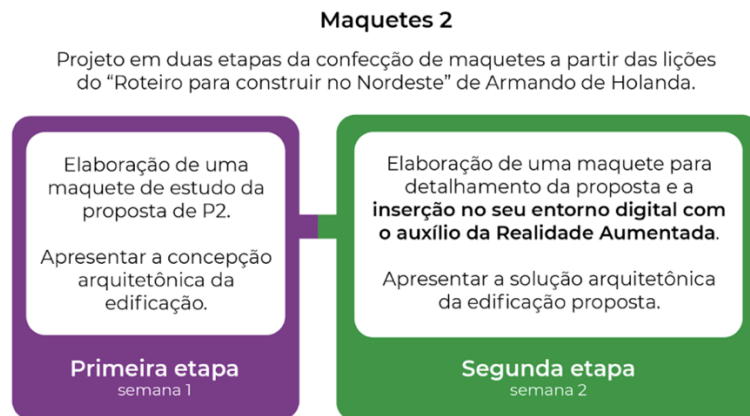 Maquetes 2
Projeto em duas etapas da confecção de maquetes a partir das lições
do “Roteiro para construir no Nordeste” de Armando de Holanda.
Elaboração de uma
maquete de estudo da
proposta de P2.
Apresentar a concepção
arquitetônica da
edificação.
Primeira etapa
semana 1
Elaboração de uma maquete para
detalhamento da proposta e a
inserção no seu entorno digital com
o auxílio da Realidade Aumentada.
Apresentar a solução arquitetônica
da edificação proposta.
Segunda etapa
semana 2